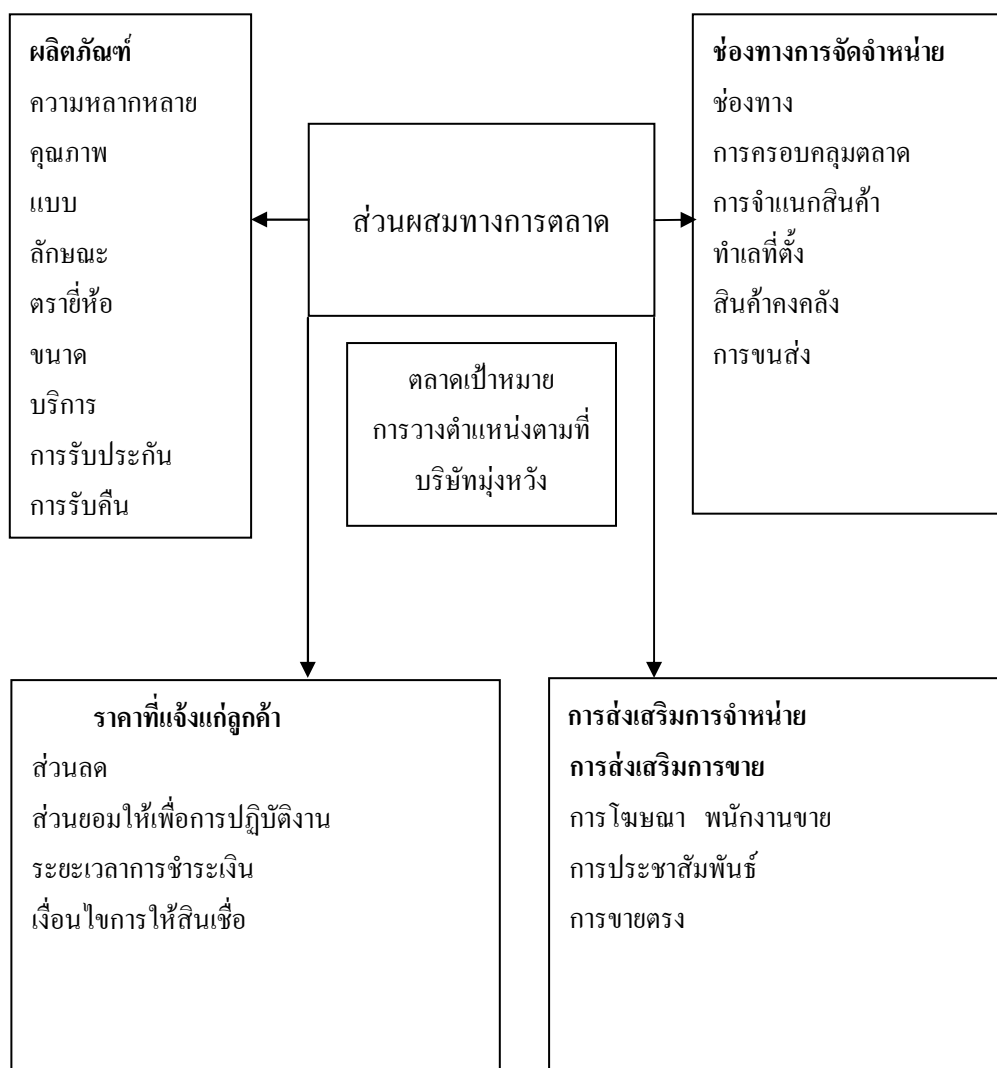 ผลิตภัณฑ์
ความหลากหลาย
คุณภาพ
แบบ
ลักษณะ
ตรายี่ห้อ
ขนาด
บริการ
การรับประกัน
การรับคืน
ส่วนผสมทางการตลาด
ช่องทางการจัดจำหน่าย
ช่องทาง
การครอบคลุมตลาด
การจำแนกสินค้า
ทำเลที่ตั้ง
สินค้าคงคลัง
การขนส่ง
ตลาดเป้าหมาย
การวางตำแหน่งตามที่
บริษัทมุ่งหวัง
ราคาที่แจ้งแก่ลูกค้า
ส่วนลด
ส่วนยอมให้เพื่อการปฏิบัติงาน
ระยะเวลาการชำระเงิน
เงื่อนไขการให้สินเชื่อ
การส่งเสริมการจำหน่าย
การส่งเสริมการขาย
การโฆษณา พนักงานขาย
การประชาสัมพันธ์
การขายตรง